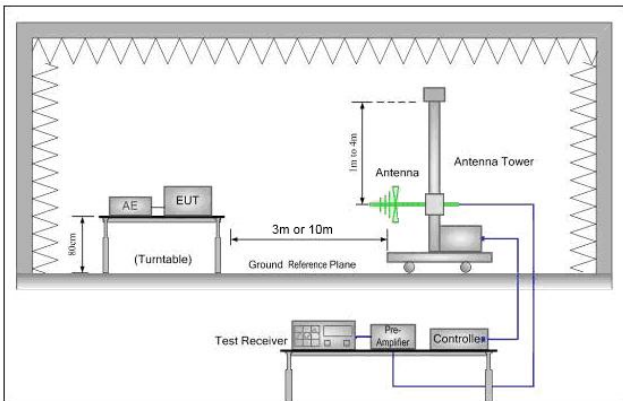 1m to 4m
Antenna
Antenna Tower
AE
EUT
80cm
(Turntable)
3m or 10m
Ground Reference Plane
Test Receiver
Pre-
Amplifier
Controller